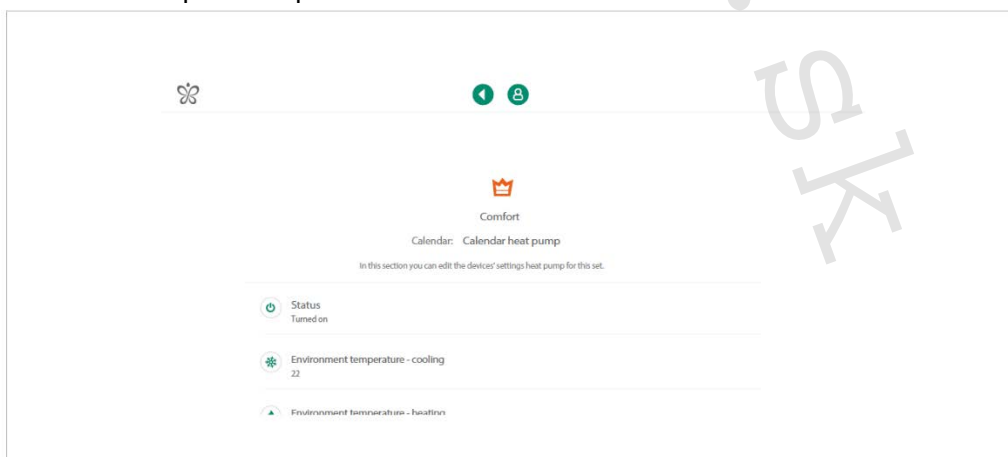 Comfort
Calendar: Calendar heat pump
In this section you can edit the devices' settings heat pump for this set.
Status
Turned on
Environment temperature - cooling
22
Environment temperature - heating
sk